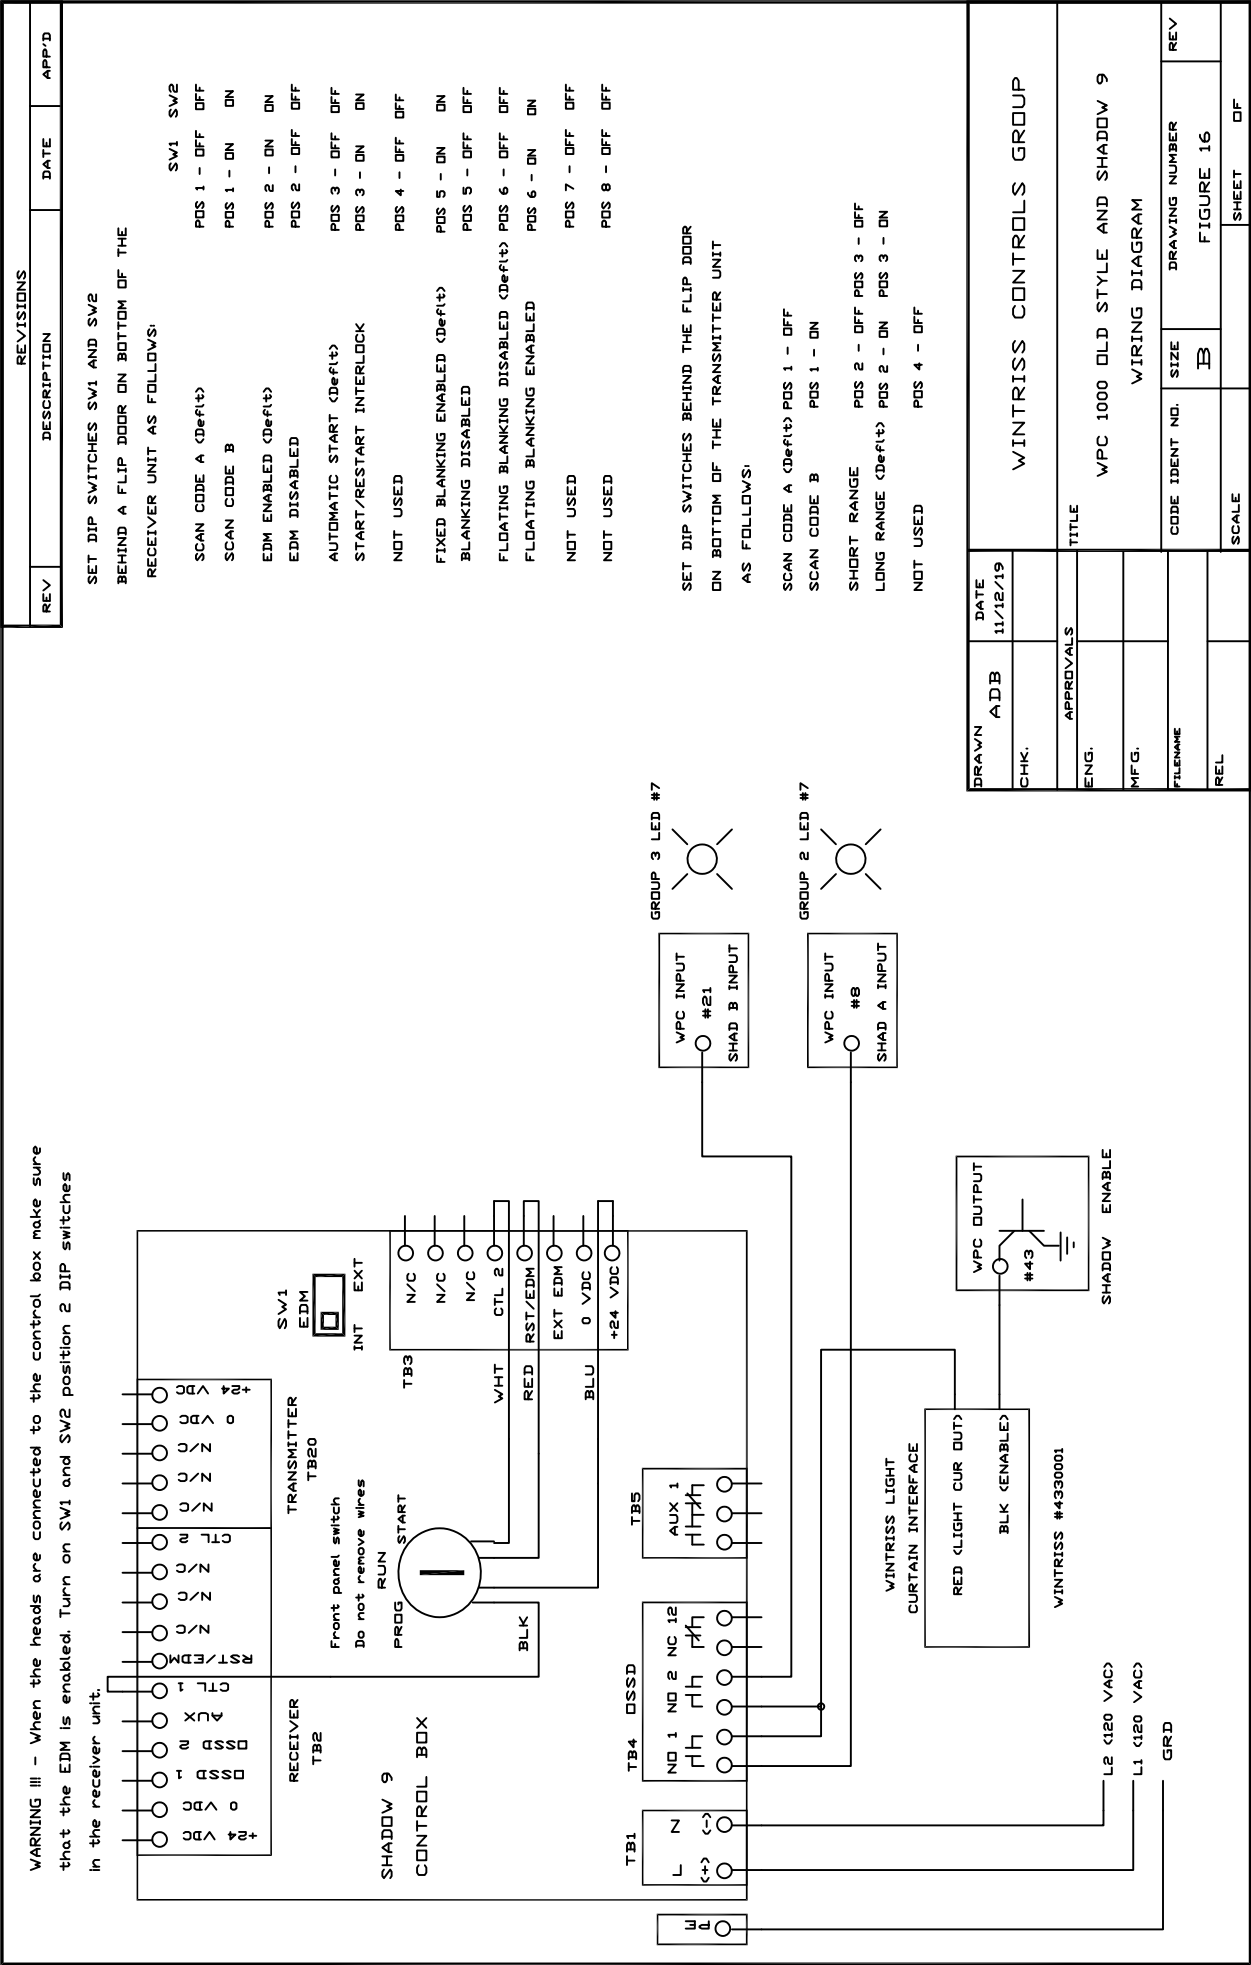 WARNING !!! - When the heads are connected to the control box make sure
that the EDM is enabled. Turn on SW1 and SW2 position 2 DIP switches
in the receiver unit.
REVISIONS
REV DESCRIPTION DATE APP'D
SET DIP SWITCHES SW1 AND SW2
BEHIND A FLIP DOOR ON BOTTOM OF THE
RECEIVER UNIT AS FOLLOWS:
SW1 SW2
SCAN CODE A (Deflt) POS 1 - OFF OFF
SCAN CODE B POS 1 - ON ON
EDM ENABLED (Deflt) POS 2 - ON ON
EDM DISABLED POS 2 - OFF OFF
AUTOMATIC START (Deflt) POS 3 - OFF OFF
START/RESTART INTERLOCK POS 3 - ON ON
NOT USED POS 4 - OFF OFF
FIXED BLANKING ENABLED (Deflt) POS 5 - ON ON
BLANKING DISABLED POS 5 - OFF OFF
FLOATING BLANKING DISABLED (Deflt) POS 6 - OFF OFF
FLOATING BLANKING ENABLED POS 6 - ON ON
NOT USED POS 7 - OFF OFF
NOT USED POS 8 - OFF OFF
SET DIP SWITCHES BEHIND THE FLIP DOOR
ON BOTTOM OF THE TRANSMITTER UNIT
AS FOLLOWS:
SCAN CODE A (Deflt) POS 1 - OFF
SCAN CODE B POS 1 - ON
SHORT RANGE POS 2 - OFF POS 3 - OFF
LONG RANGE (Deflt) POS 2 - ON POS 3 - ON
NOT USED POS 4 - OFF
+24 VDC
0 VDC
OSSD 1
OSSD 2
AUX
CTL 1
RST/EDM
N/C
N/C
N/C
CTL 2
N/C
N/C
N/C
0 VDC
+24 VDC
RECEIVER
TB2
TRANSMITTER
TB20
SW1
EDM
INT EXT
Front panel switch
Do not remove wires
RUN
PROG START
SHADOW 9
CONTROL BOX
TB3
N/C
N/C
N/C
CTL 2
RST/EDM
EXT EDM
0 VDC
+24 VDC
WHT
RED
BLU
BLK
PE
TB1
L N
(+) (-)
TB4 OSSD
NO 1 NO 2 NC 12
TB5
AUX 1
GROUP 3 LED #7
WPC INPUT
#21
SHAD B INPUT
GROUP 2 LED #7
WPC INPUT
#8
SHAD A INPUT
WINTRISS LIGHT
CURTAIN INTERFACE
RED (LIGHT CUR OUT)
BLK (ENABLE)
WINTRISS #4330001
WPC OUTPUT
#43
SHADOW ENABLE
L2 (120 VAC)
L1 (120 VAC)
GRD
DRAWN ADB
DATE
11/12/19
CHK.
APPROVALS
ENG.
MFG.
FILENAME
REL
WINTRISS CONTROLS GROUP
TITLE
WPC 1000 OLD STYLE AND SHADOW 9
WIRING DIAGRAM
CODE IDENT NO.
SIZE
B
DRAWING NUMBER
FIGURE 16
REV
SCALE
SHEET OF